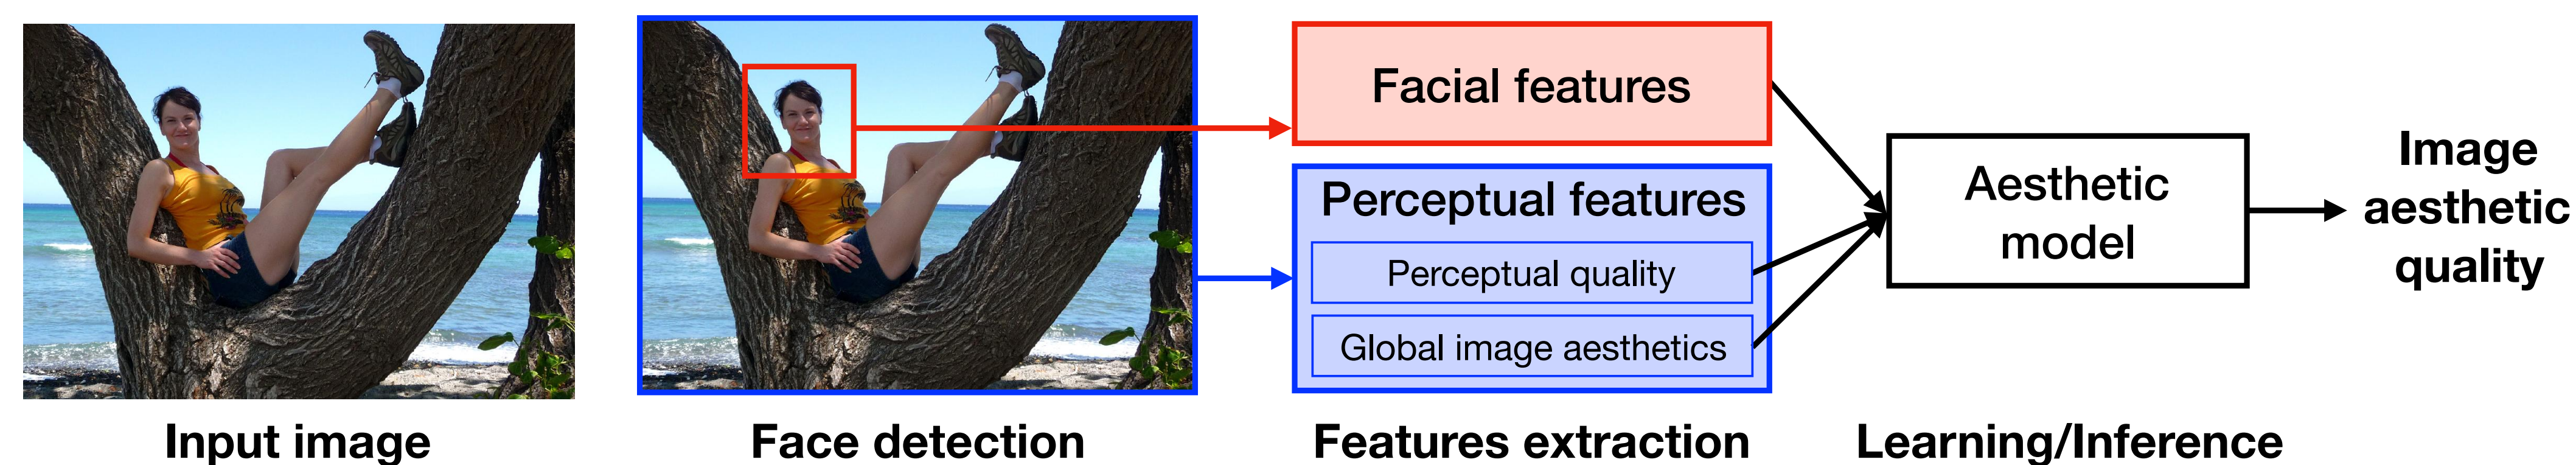 Facial features
Perceptual features
Perceptual quality
Global image aesthetics
Aesthetic
model
Image
aesthetic
quality
Input image
Face detection
Features extraction
Learning/Inference